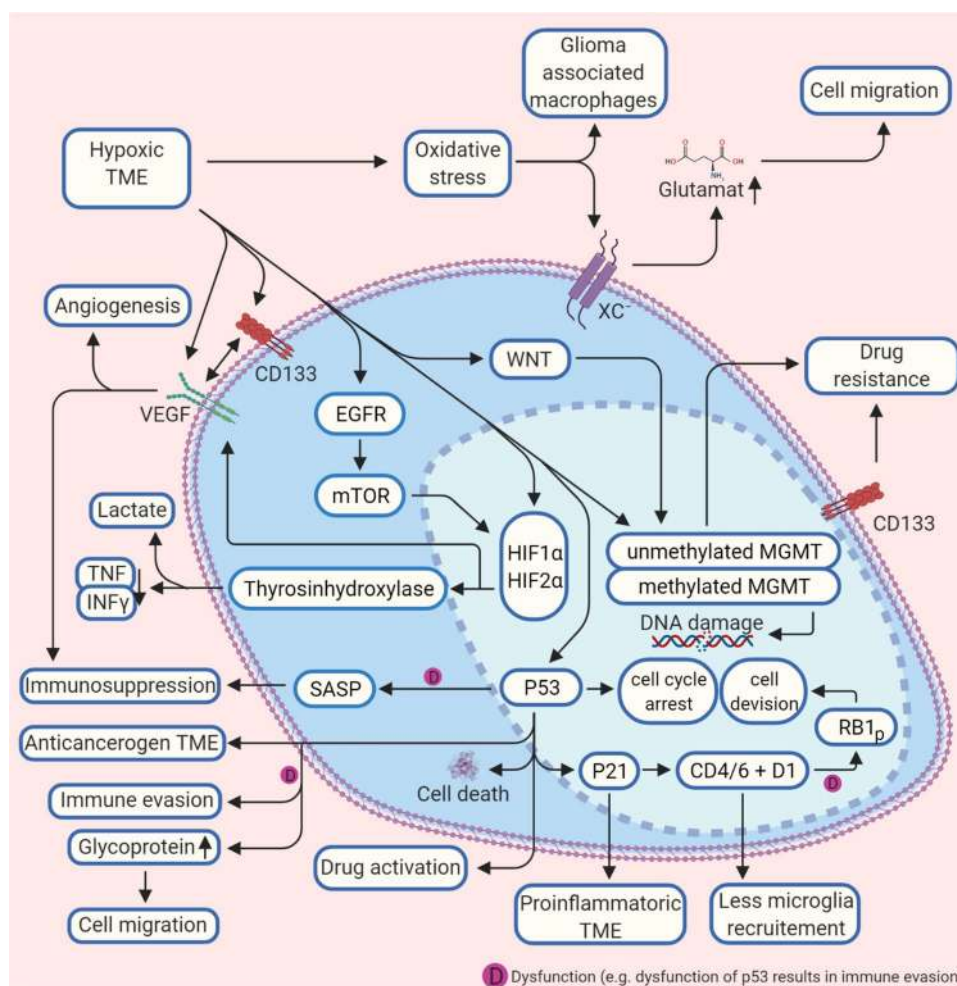 Glioma
associated
macrophages
Cell migration
Hypoxic
TME
Oxidative
stress
HO
O
O
OH
NH₂
Glutamat
XC⁻
Angiogenesis
CD133
WNT
Drug
resistance
VEGF
EGFR
mTOR
CD133
Lactate
HIF1α
HIF2α
unmethylated MGMT
methylated MGMT
TNF
INFγ
Thyrosinhydroxylase
DNA damage
Immunosuppression
SASP
D
P53
cell cycle
arrest
cell
devision
RB1p
Anticancerogen TME
D
Cell death
P21
CD4/6 + D1
D
Immune evasion
Glycoprotein
Drug activation
Cell migration
Proinflammatoric
TME
Less microglia
recruitement
D Dysfunction (e.g. dysfunction of p53 results in immune evasion